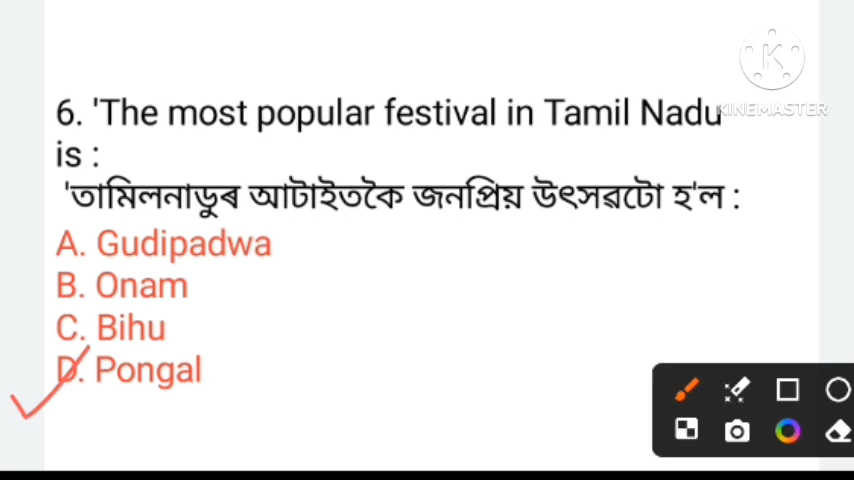 KINEMASTER
6. 'The most popular festival in Tamil Nadu
is :
'তামিলনাডুৰ আটাইতকৈ জনপ্ৰিয় উৎসৱটো হ'ল :
A. Gudipadwa
B. Onam
C. Bihu
D. Pongal